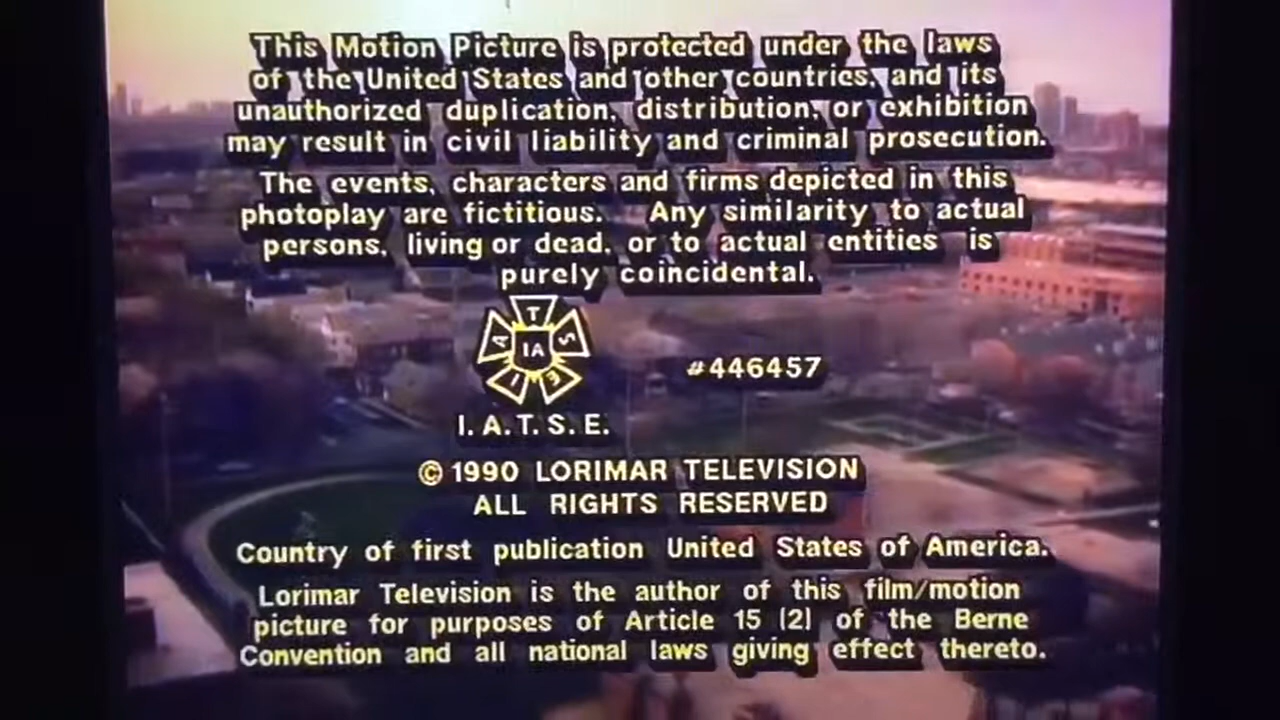 This Motion Picture is protected under the laws
of the United States and other countries, and its
unauthorized duplication, distribution, or exhibition
may result in civil liability and criminal prosecution.
The events, characters and firms depicted in this
photoplay are fictitious. Any similarity to actual
persons, living or dead, or to actual entities is
purely coincidental.
T
A IA S
I E
#446457
I. A. T. S. E.
© 1990 LORIMAR TELEVISION
ALL RIGHTS RESERVED
Country of first publication United States of America.
Lorimar Television is the author of this film/motion
picture for purposes of Article 15 (2) of the Berne
Convention and all national laws giving effect thereto.